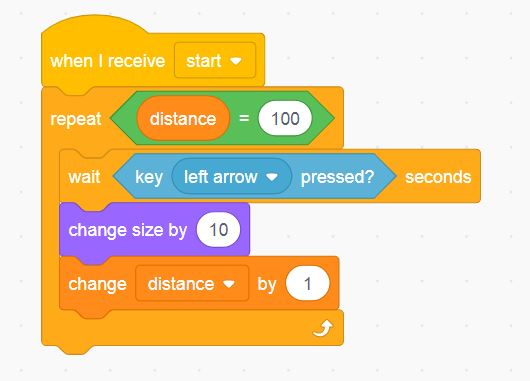 when I receive start
repeat distance = 100
wait key left arrow pressed? seconds
change size by 10
change distance by 1